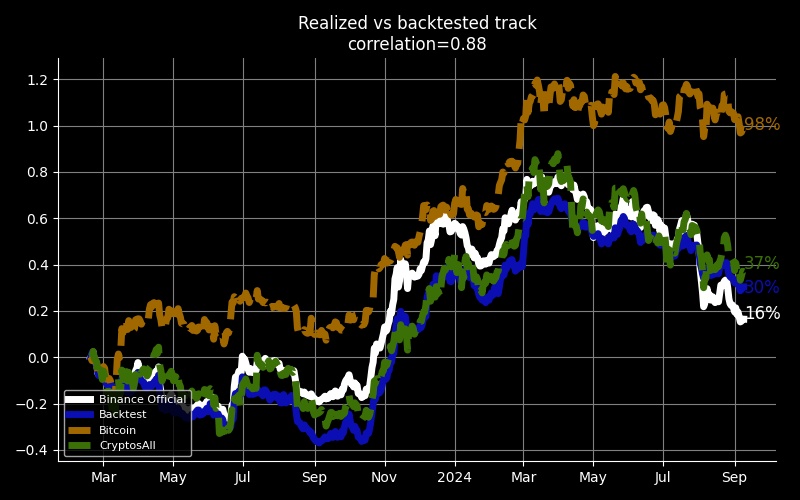 Realized vs backtested track
correlation=0.88
1.2
1.0
0.8
0.6
0.4
0.2
0.0
−0.2
−0.4
98%
37%
30%
16%
Binance Official
Backtest
Bitcoin
CryptosAll
Mar May Jul Sep Nov 2024 Mar May Jul Sep